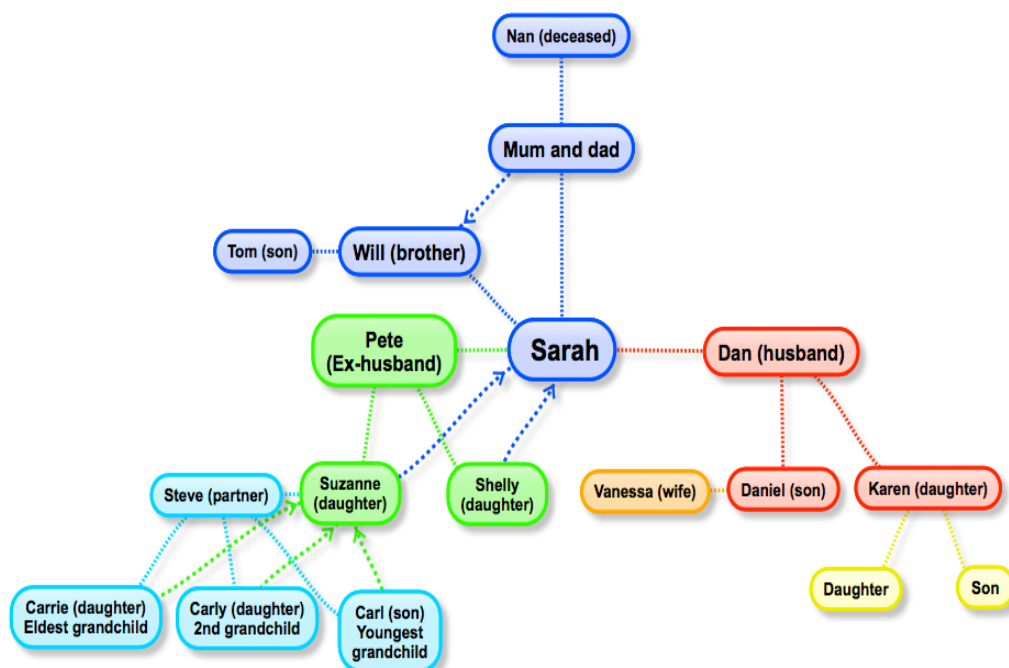 Nan (deceased)
Mum and dad
Tom (son)
Will (brother)
Pete
(Ex-husband)
Sarah
Dan (husband)
Steve (partner)
Suzanne
(daughter)
Shelly
(daughter)
Vanessa (wife)
Daniel (son)
Karen (daughter)
Carrie (daughter)
Eldest grandchild
Carly (daughter)
2nd grandchild
Carl (son)
Youngest
grandchild
Daughter
Son